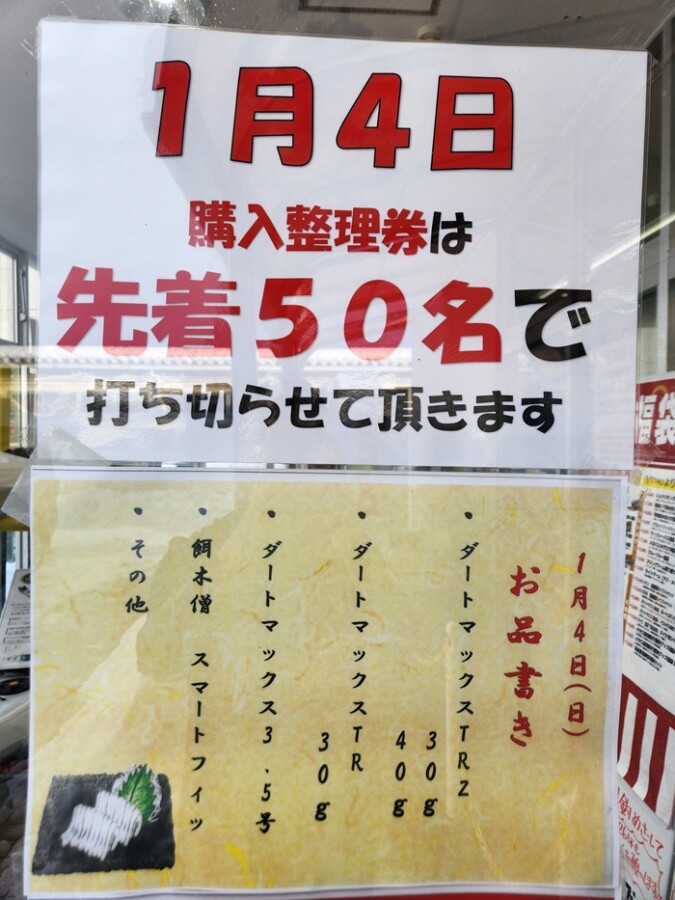 1月4日
購入整理券は
先着50名で
打ち切らせて頂きます
1月4日(日)
お品書き
・ダートマックスTRZ
30g
40g
・ダートマックスTR
30g
・ダートマックス3.5号
・餌木僧 スマートフィッ
・その他
福袋